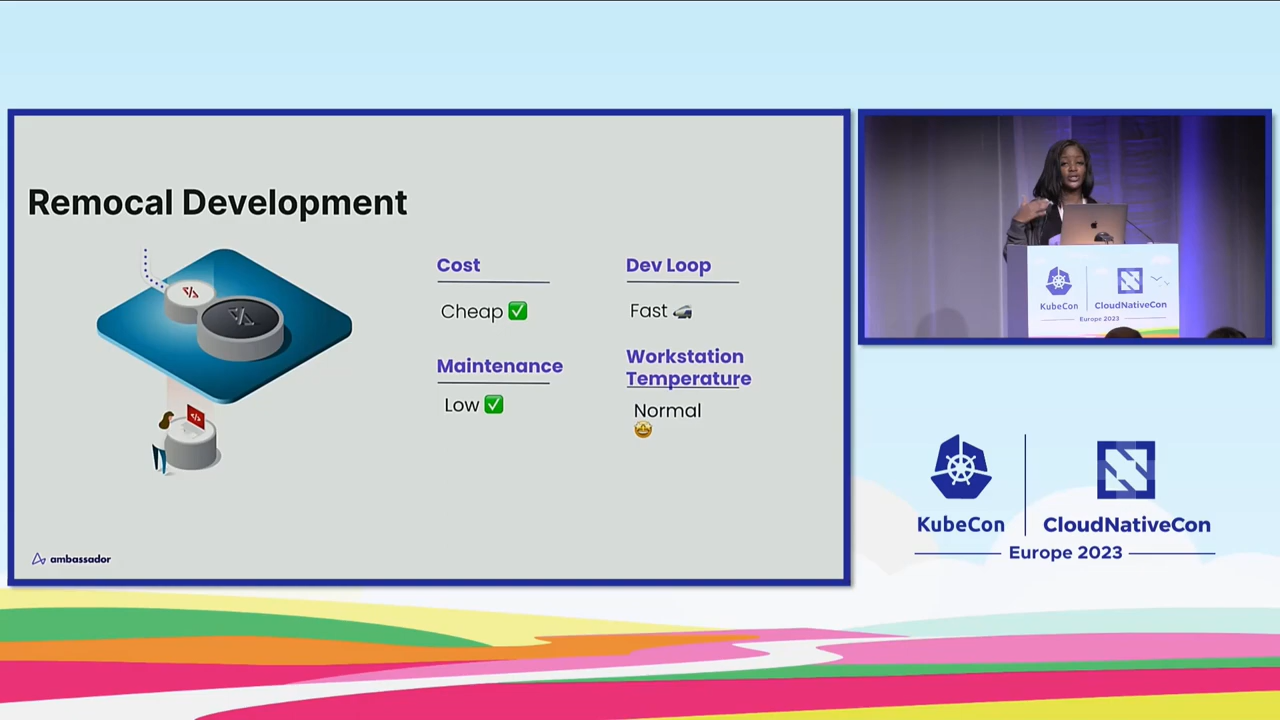 Remocal Development
Cost
Cheap ✅
Maintenance
Low ✅
Dev Loop
Fast 🚅
Workstation
Temperature
Normal
🤩
ambassador
KubeCon
CloudNativeCon
Europe 2023
KubeCon
CloudNativeCon
Europe 2023